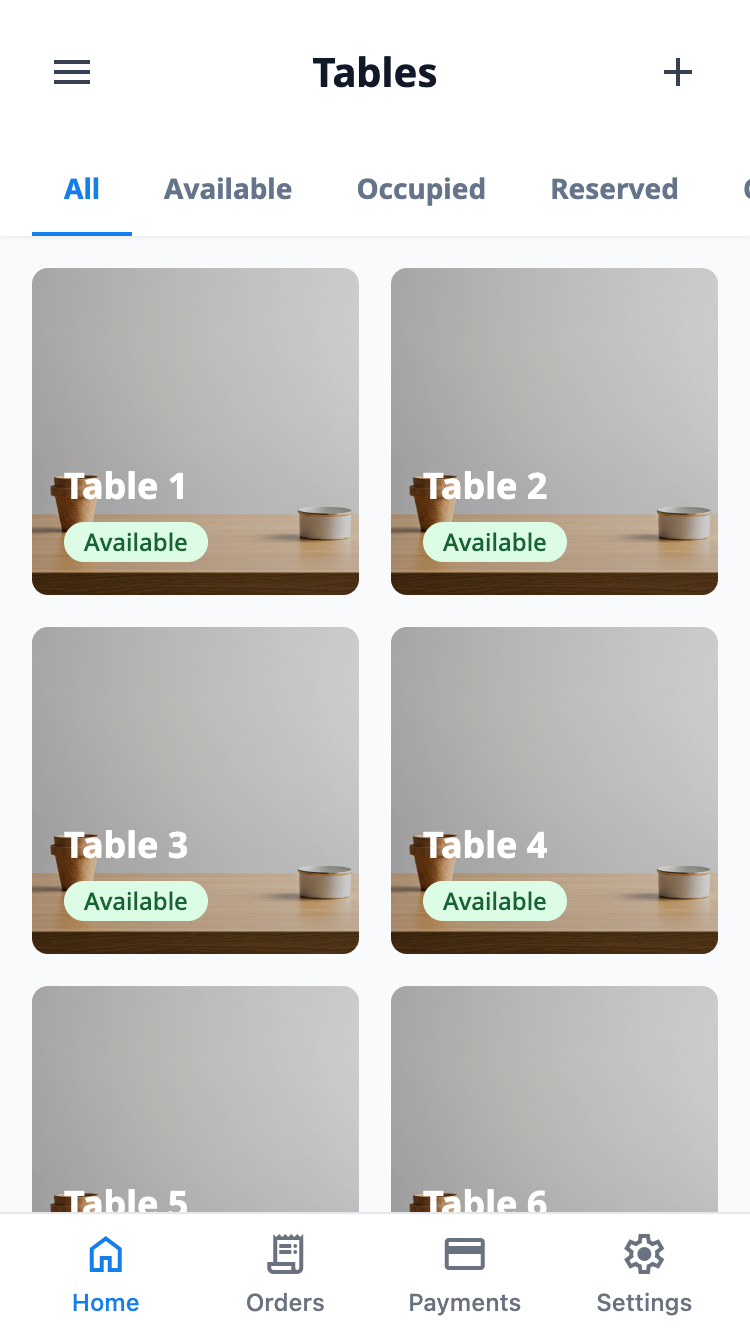 Tables
All Available Occupied Reserved
Table 1 Table 2
Available Available
Table 3 Table 4
Available Available
Table 5 Table 6
Home Orders Payments Settings